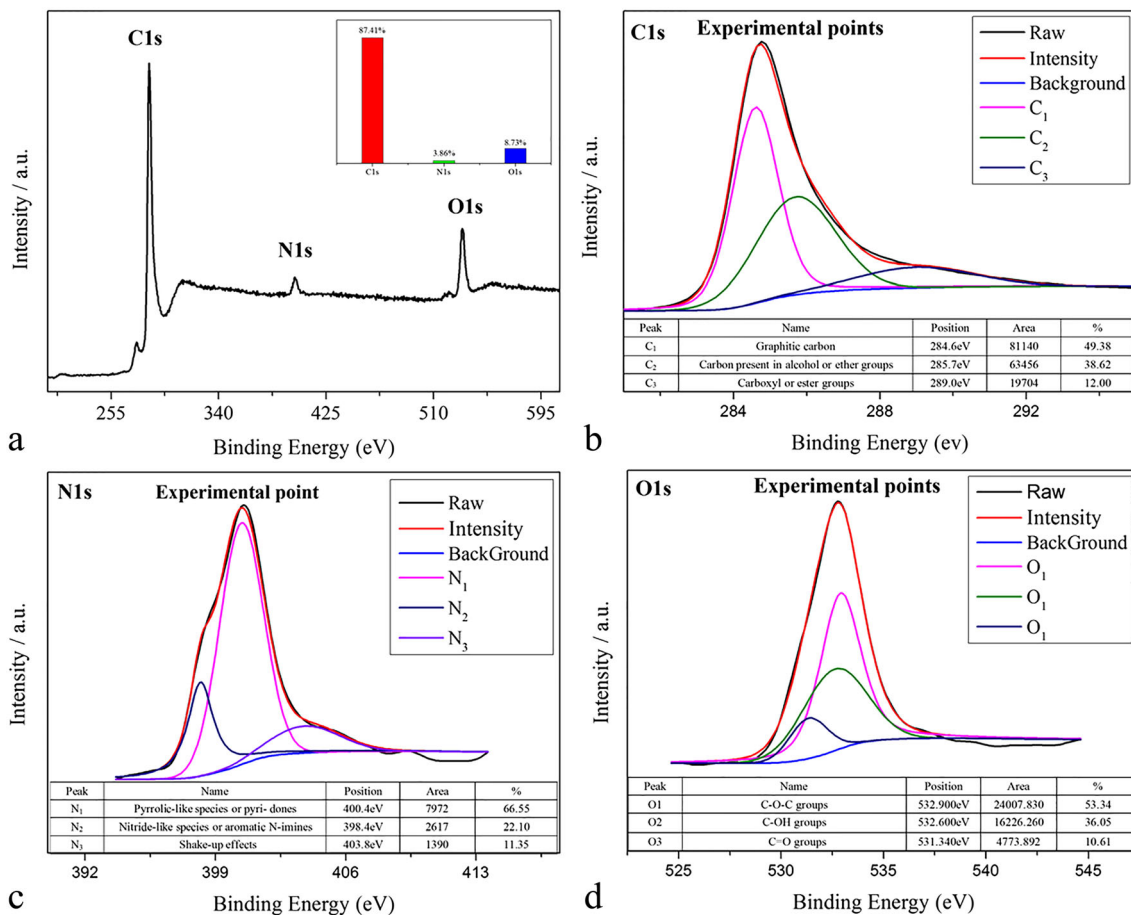 C1s
N1s
O1s
87.41%
3.86%
8.73%
C1s
N1s
O1s
Intensity / a.u.
255 340 425 510 595
Binding Energy (eV)
a
C1s
Experimental points
Raw
Intensity
Background
C1
C2
C3
Intensity / a.u.
Peak Name Position Area %
C1 Graphitic carbon 284.6eV 81140 49.38
C2 Carbon present in alcohol or ether groups 285.7eV 63456 38.62
C3 Carboxyl or ester groups 289.0eV 19704 12.00
284 288 292
Binding Energy (ev)
b
N1s
Experimental point
Raw
Intensity
BackGround
N1
N2
N3
Intensity / a.u.
Peak Name Position Area %
N1 Pyrrolic-like species or pyri- dones 400.4eV 7972 66.55
N2 Nitride-like species or aromatic N-imines 398.4eV 2617 22.10
N3 Shake-up effects 403.8eV 1390 11.35
392 399 406 413
Binding Energy (eV)
c
O1s
Experimental points
Raw
Intensity
BackGround
O1
O1
O1
Intensity / a.u.
Peak Name Position Area %
O1 C-O-C groups 532.900eV 24007.830 53.34
O2 C-OH groups 532.600eV 16226.260 36.05
O3 C=O groups 531.340eV 4773.892 10.61
525 530 535 540 545
Binding Energy (eV)
d